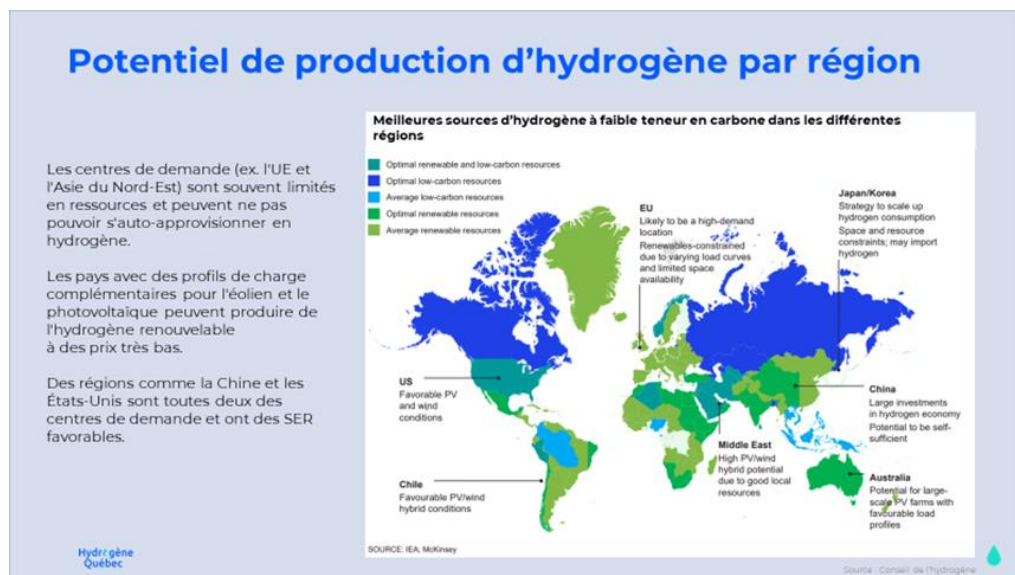 Potentiel de production d'hydrogène par région
Les centres de demande (ex. l'UE et
l'Asie du Nord-Est) sont souvent limités
en ressources et peuvent ne pas
pouvoir s'auto-approvisionner en
hydrogène.
Les pays avec des profils de charge
complémentaires pour l'éolien et le
photovoltaïque peuvent produire de
l'hydrogène renouvelable
à des prix très bas.
Des régions comme la Chine et les
États-Unis sont toutes deux des
centres de demande et ont des SER
favorables.
Meilleures sources d'hydrogène à faible teneur en carbone dans les différentes
régions
Optimal renewable and low-carbon resources
Optimal low-carbon resources
Average low-carbon resources
Optimal renewable resources
Average renewable resources
EU
Likely to be a high-demand
location
Renewables-constrained
due to varying load curves
and limited space
availability
Japan/Korea
Strategy to scale up
hydrogen consumption
Space and resource
constraints; may import
hydrogen
US
Favorable PV
and wind
conditions
China
Large investments
in hydrogen economy
Potential to be self-
sufficient
Middle East
High PV/wind
hybrid potential
due to good local
resources
Chile
Favourable PV/wind
hybrid conditions
Australia
Potential for large-
scale PV farms with
favourable load
profiles
SOURCE: IEA; McKinsey
Hydrogène
Québec
Source : Conseil de l'hydrogène